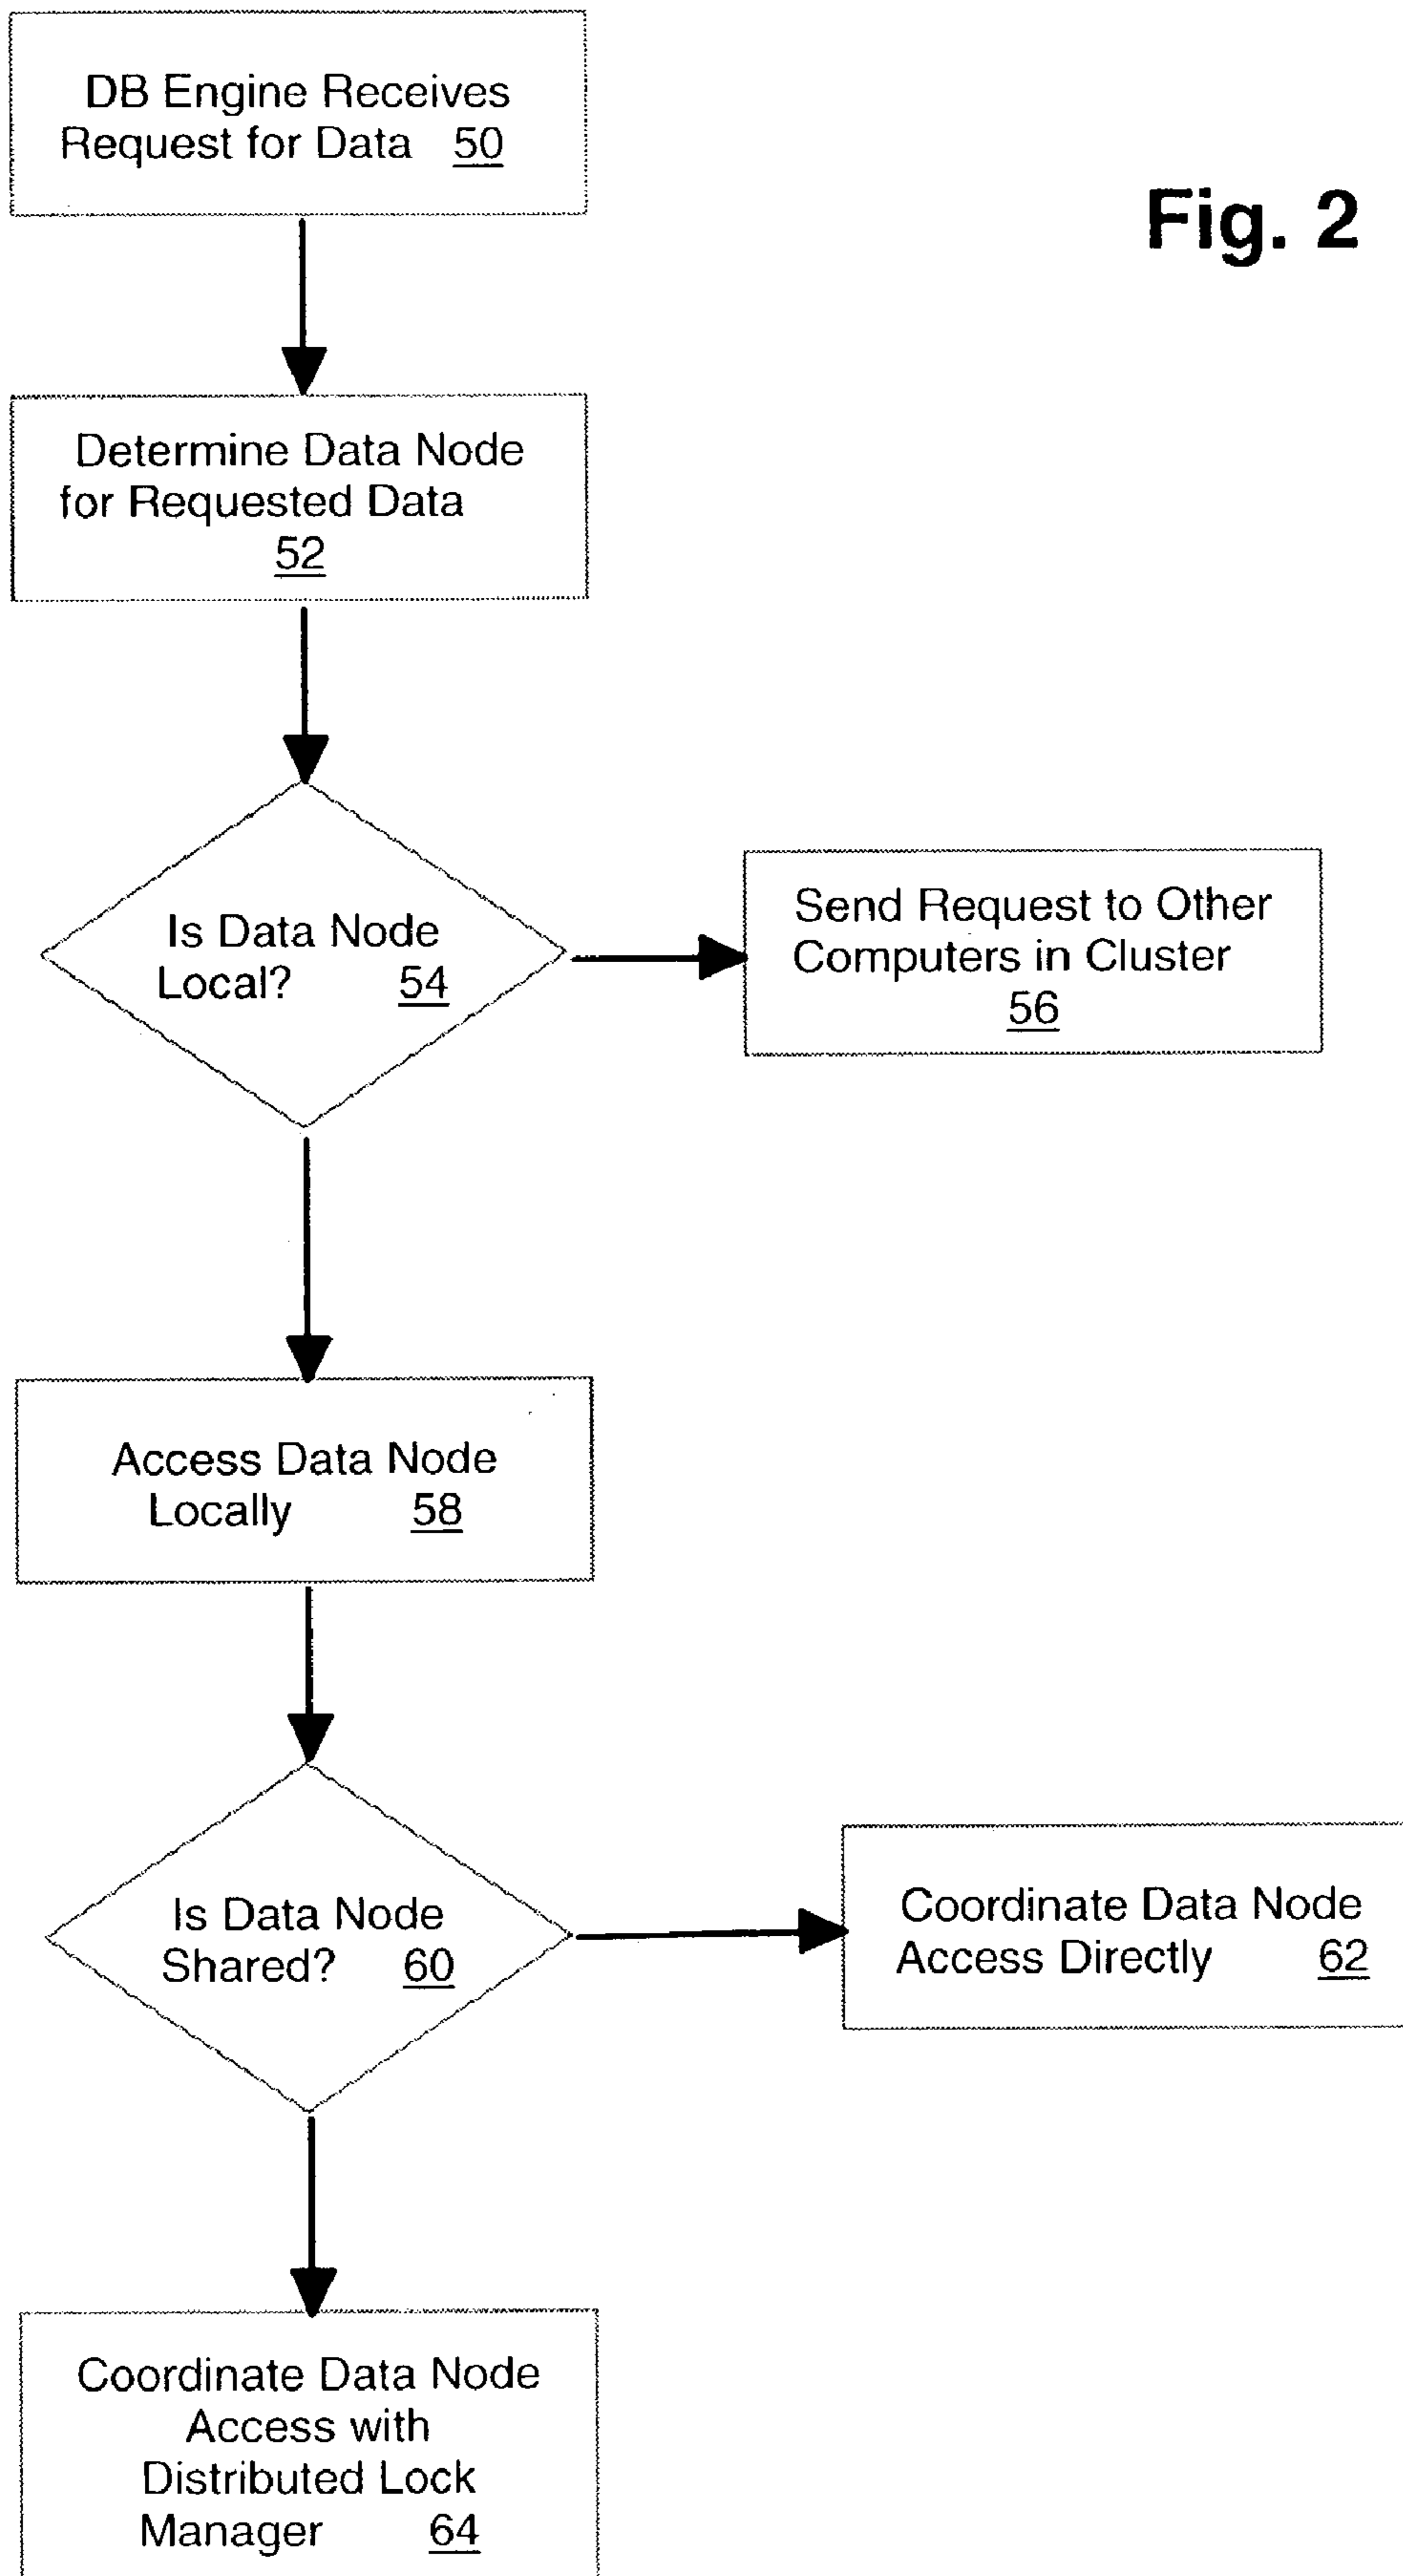 DB Engine Receives
Request for Data 50
Fig. 2
Determine Data Node
for Requested Data
52
Is Data Node
Local? 54
Send Request to Other
Computers in Cluster
56
Access Data Node
Locally 58
Is Data Node
Shared? 60
Coordinate Data Node
Access Directly 62
Coordinate Data Node
Access with
Distributed Lock
Manager 64